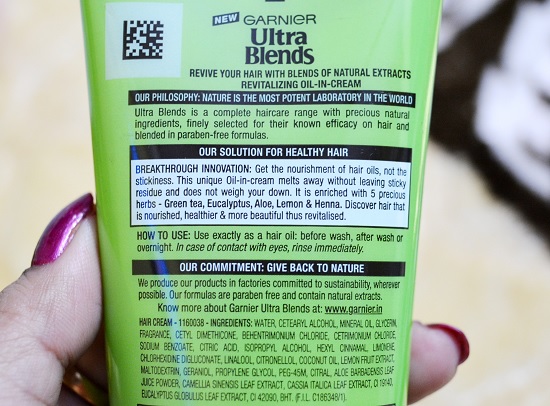 NEW GARNIER
Ultra
Blends
REVIVE YOUR HAIR WITH BLENDS OF NATURAL EXTRACTS
REVITALIZING OIL-IN-CREAM
OUR PHILOSOPHY: NATURE IS THE MOST POTENT LABORATORY IN THE WORLD
Ultra Blends is a complete haircare range with precious natural
ingredients, finely selected for their known efficacy on hair and
blended in paraben-free formulas.
OUR SOLUTION FOR HEALTHY HAIR
BREAKTHROUGH INNOVATION: Get the nourishment of hair oils, not the
stickiness. This unique Oil-in-cream melts away without leaving sticky
residue and does not weigh your down. It is enriched with 5 precious
herbs - Green tea, Eucalyptus, Aloe, Lemon & Henna. Discover hair that
is nourished, healthier & more beautiful thus revitalised.
HOW TO USE: Use exactly as a hair oil: before wash, after wash or
overnight. In case of contact with eyes, rinse immediately.
OUR COMMITMENT: GIVE BACK TO NATURE
We produce our products in factories committed to sustainability, wherever
possible. Our formulas are paraben free and contain natural extracts.
Know more about Garnier Ultra Blends at: www.garnier.in
HAIR CREAM - 1160038 - INGREDIENTS: WATER, CETEARYL ALCOHOL, MINERAL OIL, GLYCERIN,
FRAGRANCE, CETYL DIMETHICONE, BEHENTRIMONIUM CHLORIDE, CETRIMONIUM CHLORIDE,
SODIUM BENZOATE, CITRIC ACID, ISOPROPYL ALCOHOL, HEXYL CINNAMAL, LIMONENE,
CHLORHEXIDINE DIGLUCONATE, LINALOOL, CITRONELLOL, COCONUT OIL, LEMON FRUIT EXTRACT,
MALTODEXTRIN, GERANIOL, PROPYLENE GLYCOL, PEG-45M, CITRAL, ALOE BARBADENSIS LEAF
JUICE POWDER, CAMELLIA SINENSIS LEAF EXTRACT, CASSIA ITALICA LEAF EXTRACT, CI 19140,
EUCALYPTUS GLOBULUS LEAF EXTRACT, CI 42090, BHT. (F.I.L. C186348/1).